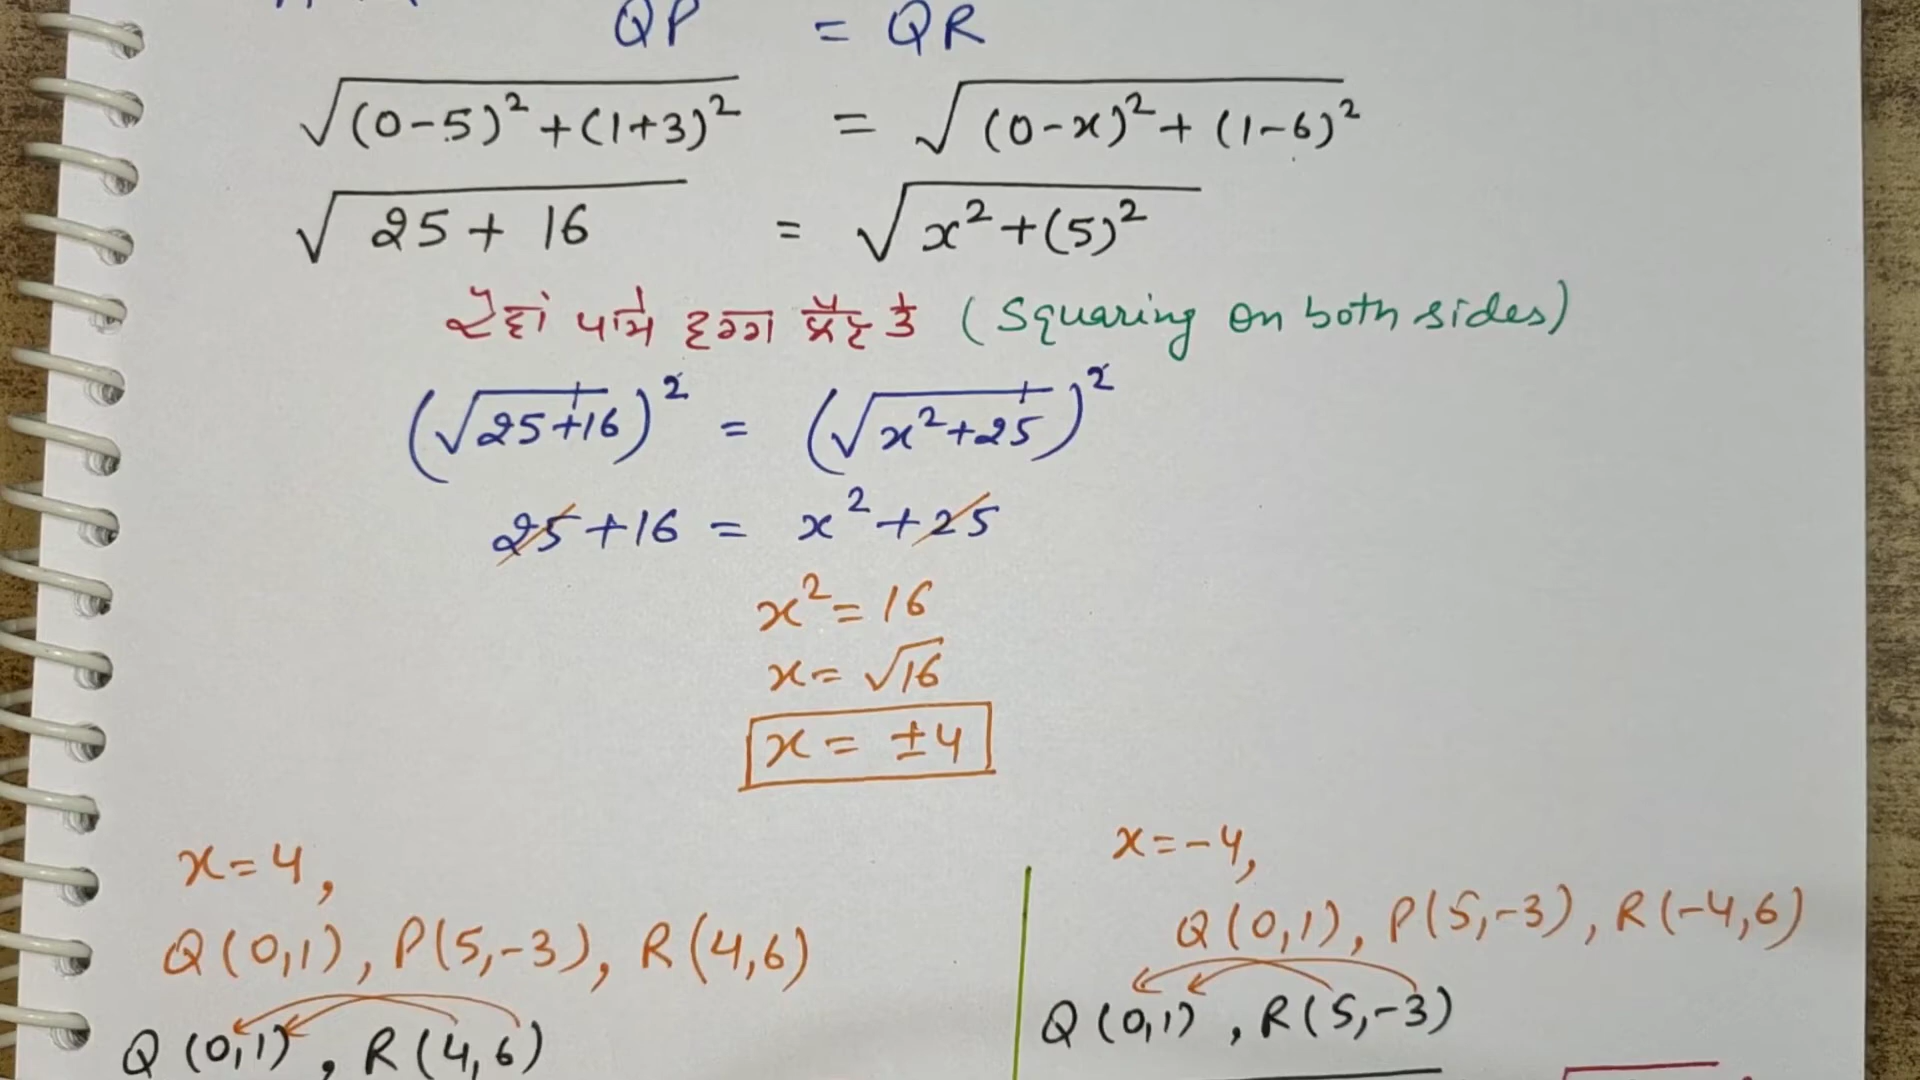 QP = QR
√(0-5)² + (1+3)² = √(0-x)² + (1-6)²
√25 + 16 = √x² + (5)²
ਦੋਹਾਂ ਪਾਸੇ ਤੇ (Squaring on both sides)
(√25+16)² = (√x²+25)²
25+16 = x²+25
x² = 16
x = √16
x = ±4
x = 4,
Q(0,1), P(5,-3), R(4,6)
Q(0,1), R(4,6)
x = -4,
Q(0,1), P(5,-3), R(-4,6)
Q(0,1), R(5,-3)